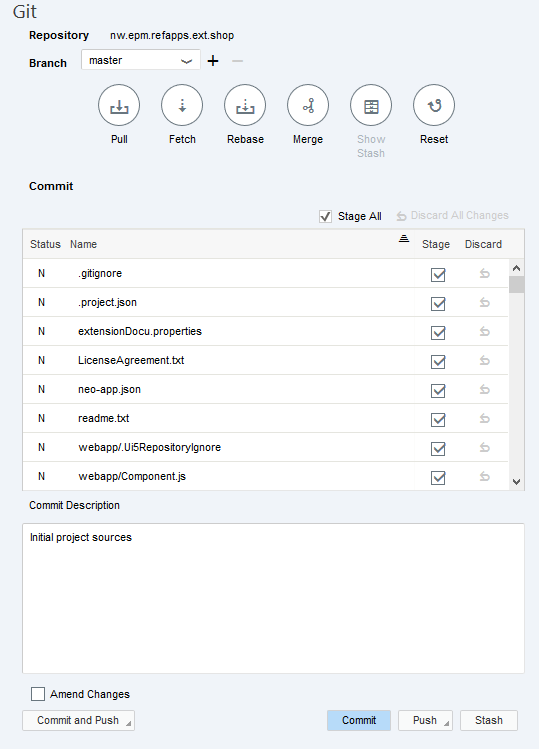 Git
Repository nw.epm.refapps.ext.shop
Branch master
Pull Fetch Rebase Merge Show Stash Reset
Commit
Stage All Discard All Changes
Status Name Stage Discard
N .gitignore
N .project.json
N extensionDocu.properties
N LicenseAgreement.txt
N neo-app.json
N readme.txt
N webapp/.Ui5RepositoryIgnore
N webapp/Component.js
Commit Description
Initial project sources
Amend Changes
Commit and Push Commit Push Stash